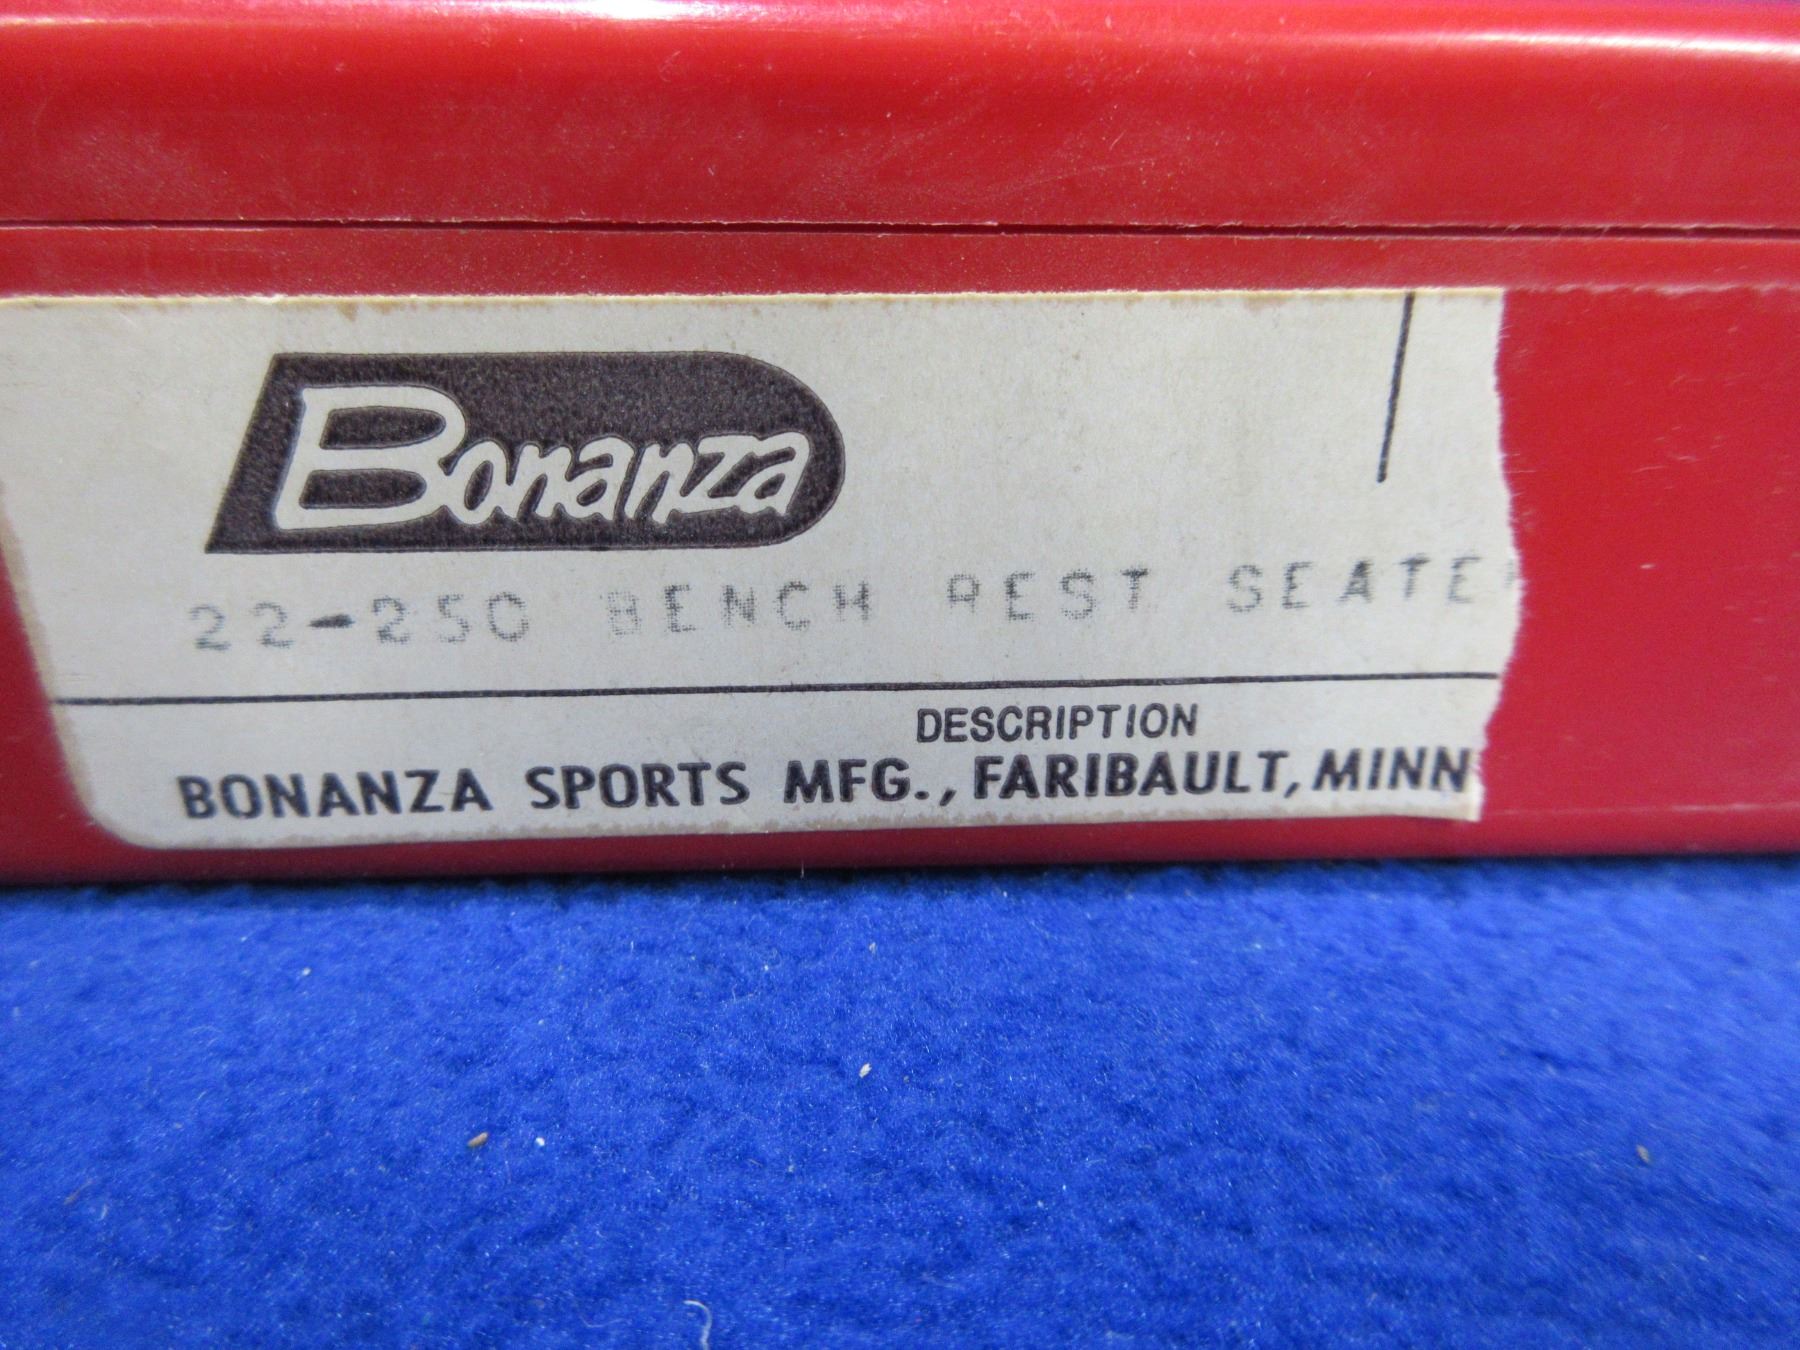 Bonanza
22-250 BENCH REST SEATE
DESCRIPTION
BONANZA SPORTS MFG., FARIBAULT, MINN